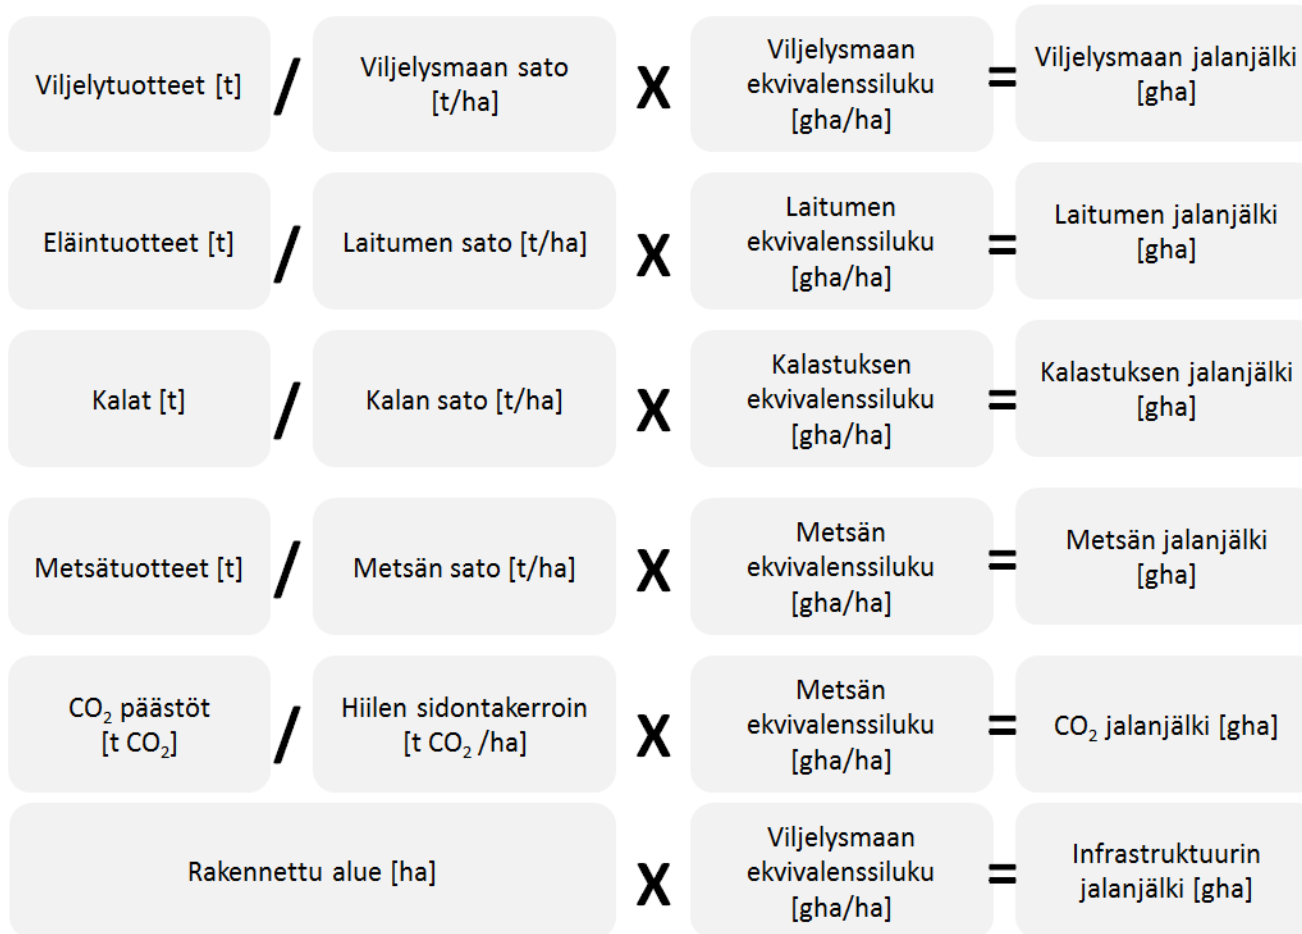 Viljelytuotteet [t]
/
Viljelysmaan sato
[t/ha]
X
Viljelysmaan
ekvivalenssiluku
[gha/ha]
=
Viljelysmaan jalanjälki
[gha]
Eläintuotteet [t]
/
Laitumen sato [t/ha]
X
Laitumen
ekvivalenssiluku
[gha/ha]
=
Laitumen jalanjälki
[gha]
Kalat [t]
/
Kalan sato [t/ha]
X
Kalastuksen
ekvivalenssiluku
[gha/ha]
=
Kalastuksen jalanjälki
[gha]
Metsätuotteet [t]
/
Metsän sato [t/ha]
X
Metsän
ekvivalenssiluku
[gha/ha]
=
Metsän jalanjälki
[gha]
CO₂ päästöt
[t CO₂]
/
Hiilen sidontakerroin
[t CO₂ /ha]
X
Metsän
ekvivalenssiluku
[gha/ha]
=
CO₂ jalanjälki [gha]
Rakennettu alue [ha]
X
Viljelysmaan
ekvivalenssiluku
[gha/ha]
=
Infrastruktuurin
jalanjälki [gha]